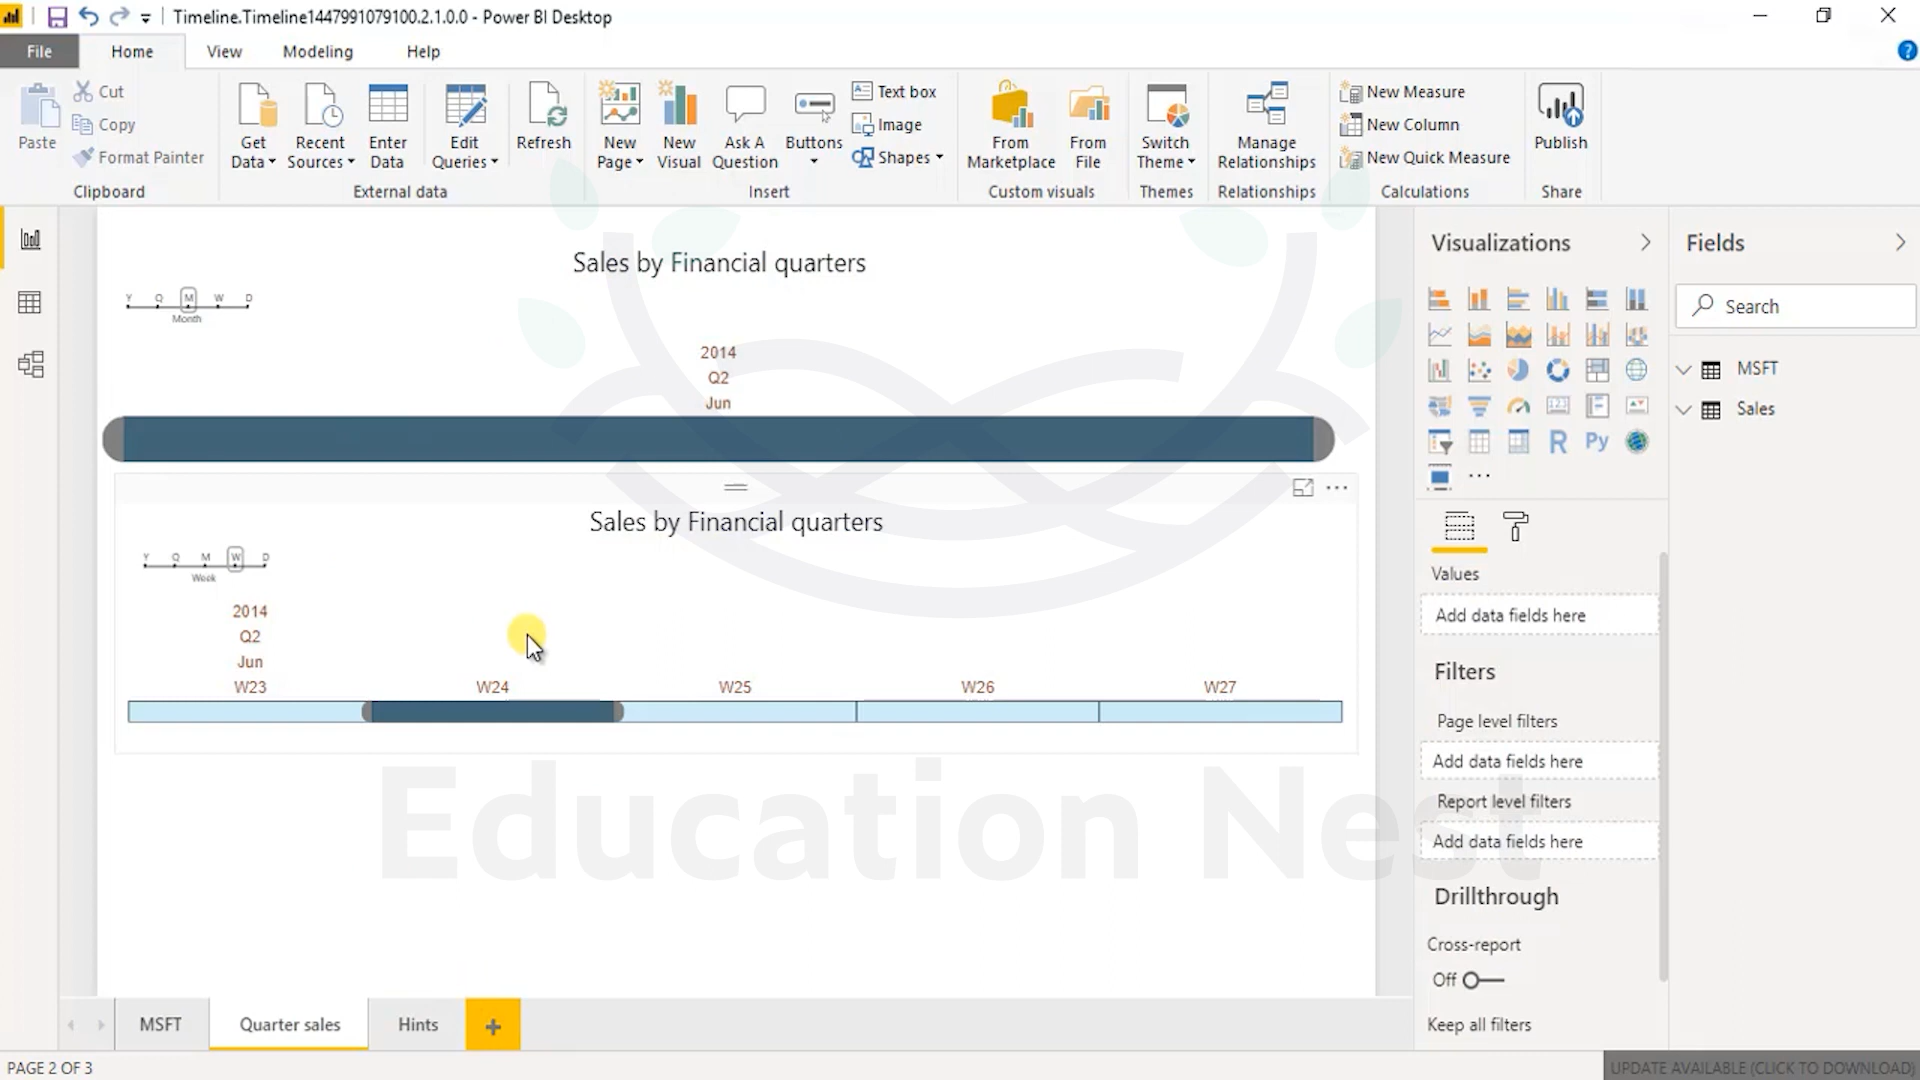 Timeline.Timeline1447991079100.2.1.0.0 - Power BI Desktop
File
Home
View
Modeling
Help
?
Paste
Cut
Copy
Format Painter
Clipboard
Get Data
Recent Sources
Enter Data
Edit Queries
External data
Refresh
New Page
New Visual
Ask A Question
Buttons
Text box
Image
Shapes
Insert
From Marketplace
From File
Custom visuals
Switch Theme
Themes
Manage Relationships
Relationships
New Measure
New Column
New Quick Measure
Calculations
Publish
Share
Sales by Financial quarters
Y Q M W D
Month
2014
Q2
Jun
Sales by Financial quarters
Y Q M W D
Week
2014
Q2
Jun
W23 W24 W25 W26 W27
Education Nest
Visualizations
R Py
Values
Add data fields here
Filters
Page level filters
Add data fields here
Report level filters
Add data fields here
Drillthrough
Cross-report
Off
Keep all filters
Fields
Search
MSFT
Sales
MSFT
Quarter sales
Hints
+
PAGE 2 OF 3
UPDATE AVAILABLE (CLICK TO DOWNLOAD)